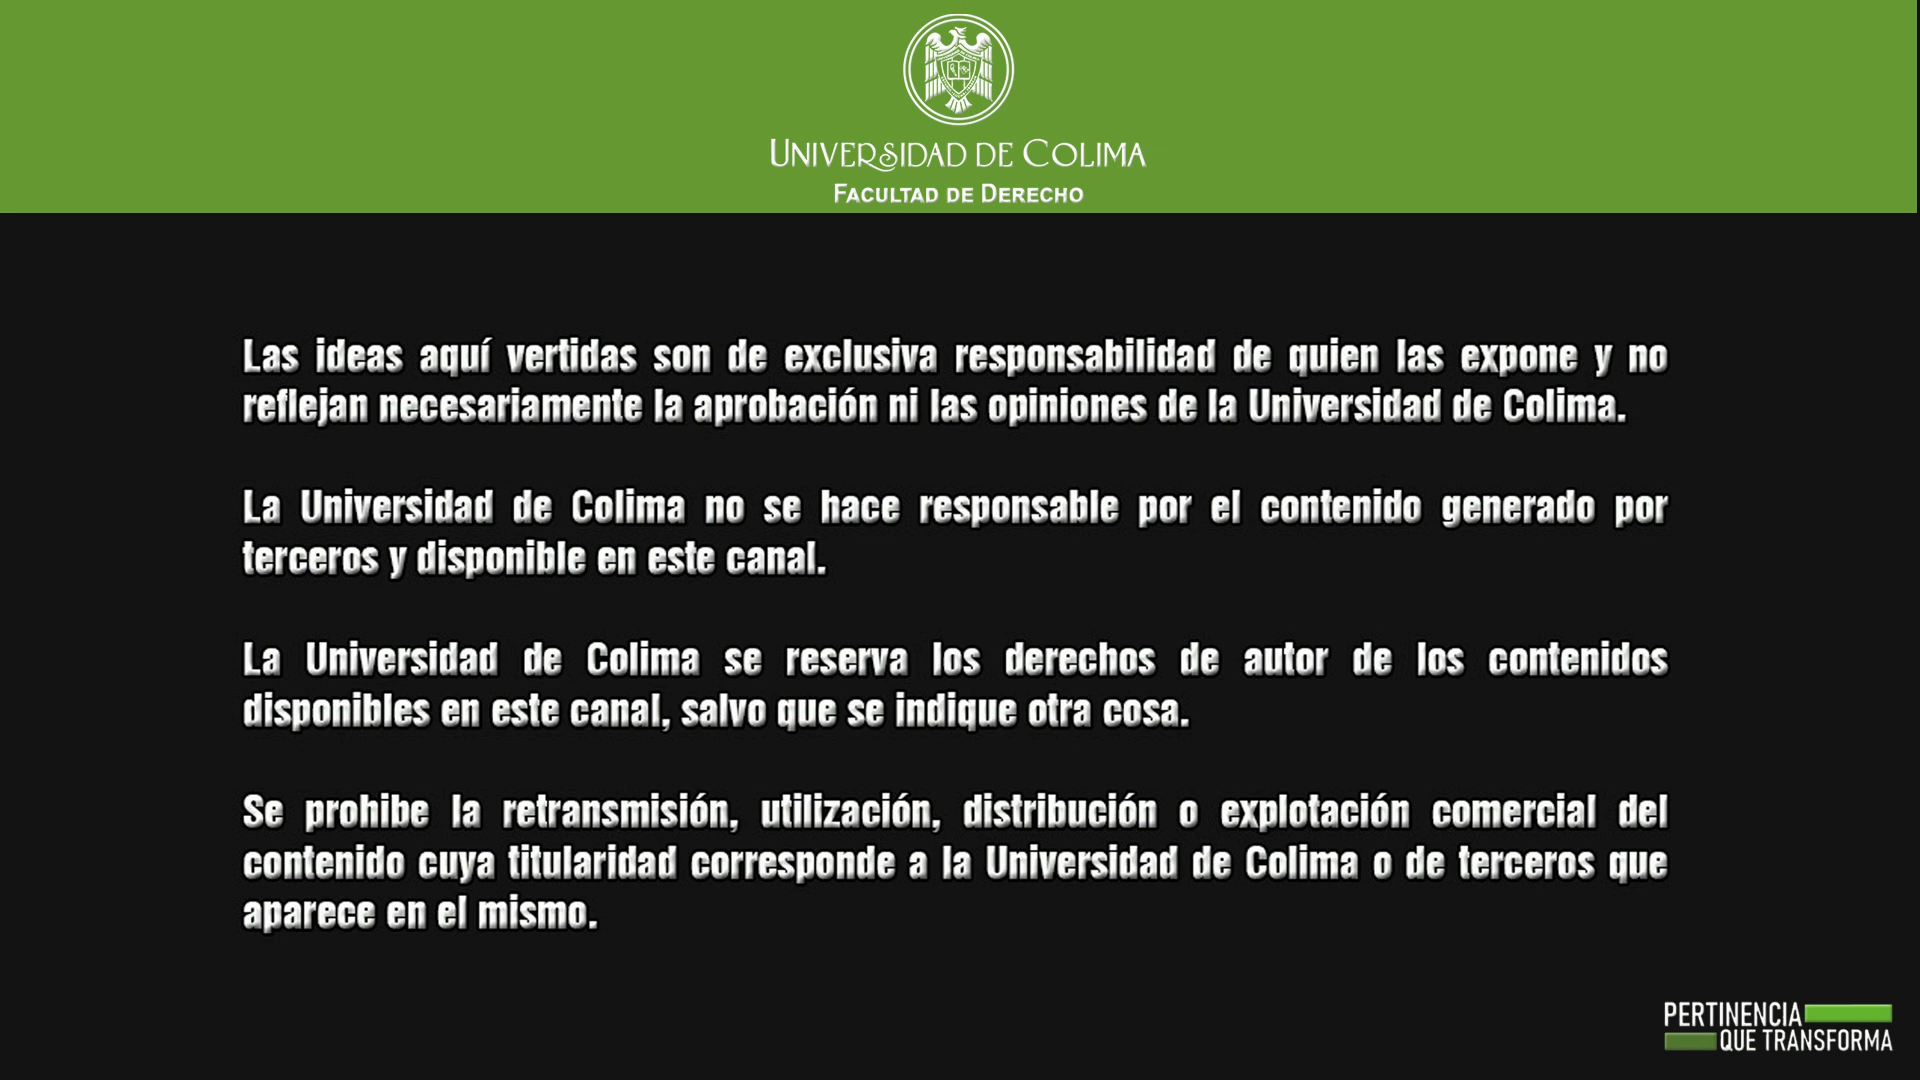 UNIVERSIDAD DE COLIMA
FACULTAD DE DERECHO
Las ideas aquí vertidas son de exclusiva responsabilidad de quien las expone y no
reflejan necesariamente la aprobación ni las opiniones de la Universidad de Colima.
La Universidad de Colima no se hace responsable por el contenido generado por
terceros y disponible en este canal.
La Universidad de Colima se reserva los derechos de autor de los contenidos
disponibles en este canal, salvo que se indique otra cosa.
Se prohibe la retransmisión, utilización, distribución o explotación comercial del
contenido cuya titularidad corresponde a la Universidad de Colima o de terceros que
aparece en el mismo.
PERTINENCIA
QUE TRANSFORMA